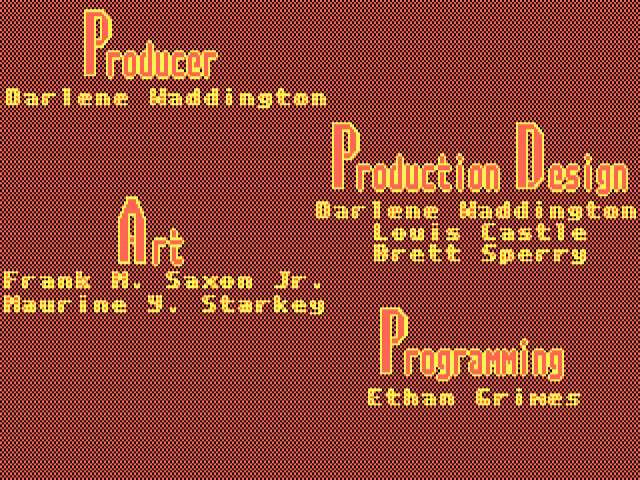 Producer
Darlene Waddington
Production Design
Darlene Waddington
Louis Castle
Brett Sperry
Art
Frank M. Saxon Jr.
Maurine Y. Starkey
Programming
Ethan Grimes